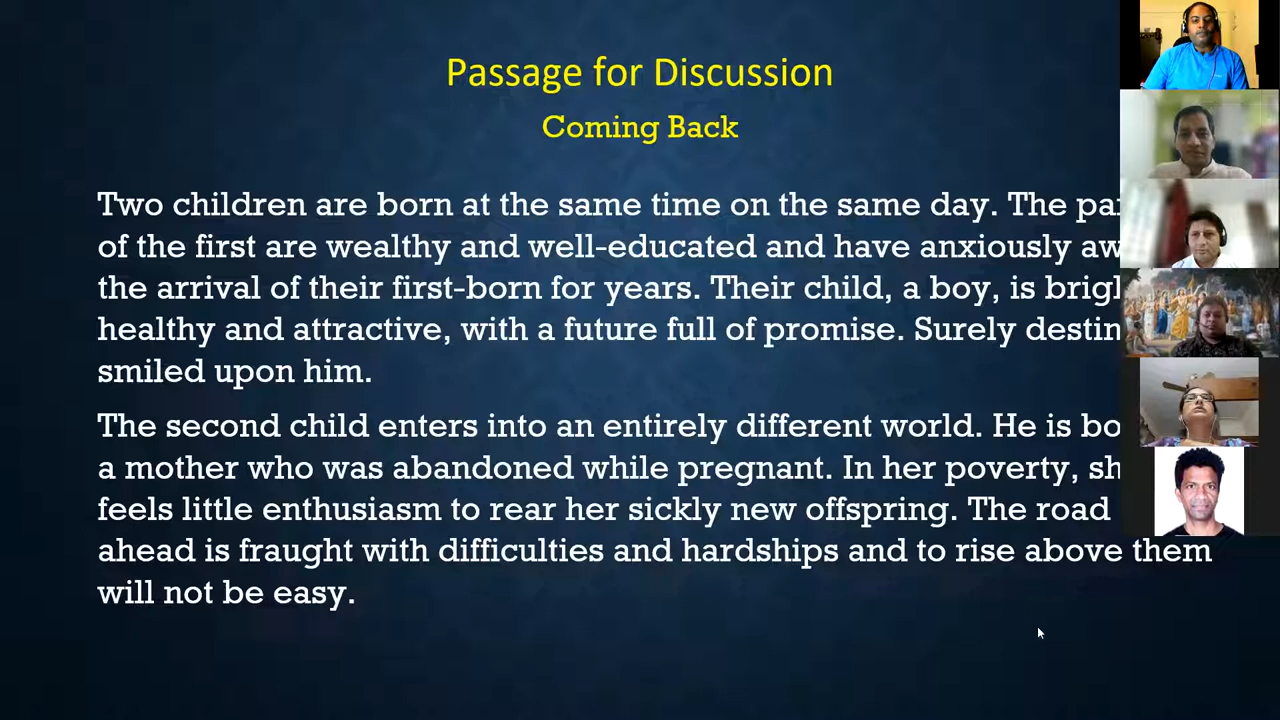 Passage for Discussion
Coming Back
Two children are born at the same time on the same day. The
of the first are wealthy and well-educated and have anxiously
the arrival of their first-born for years. Their child, a boy, is
healthy and attractive, with a future full of promise. Surely
smiled upon him.
The second child enters into an entirely different world. He is
a mother who was abandoned while pregnant. In her poverty,
feels little enthusiasm to rear her sickly new offspring. The road
ahead is fraught with difficulties and hardships and to rise above them
will not be easy.